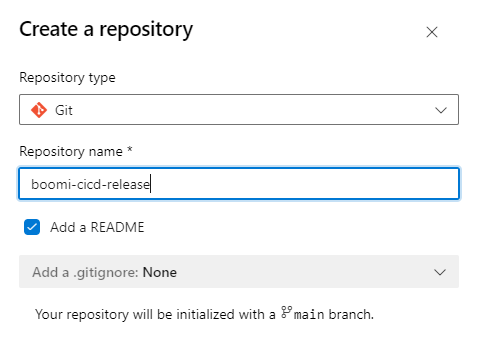 Create a repository
Repository type
Git
Repository name *
boomi-cicd-release
Add a README
Add a .gitignore: None
Your repository will be initialized with a main branch.